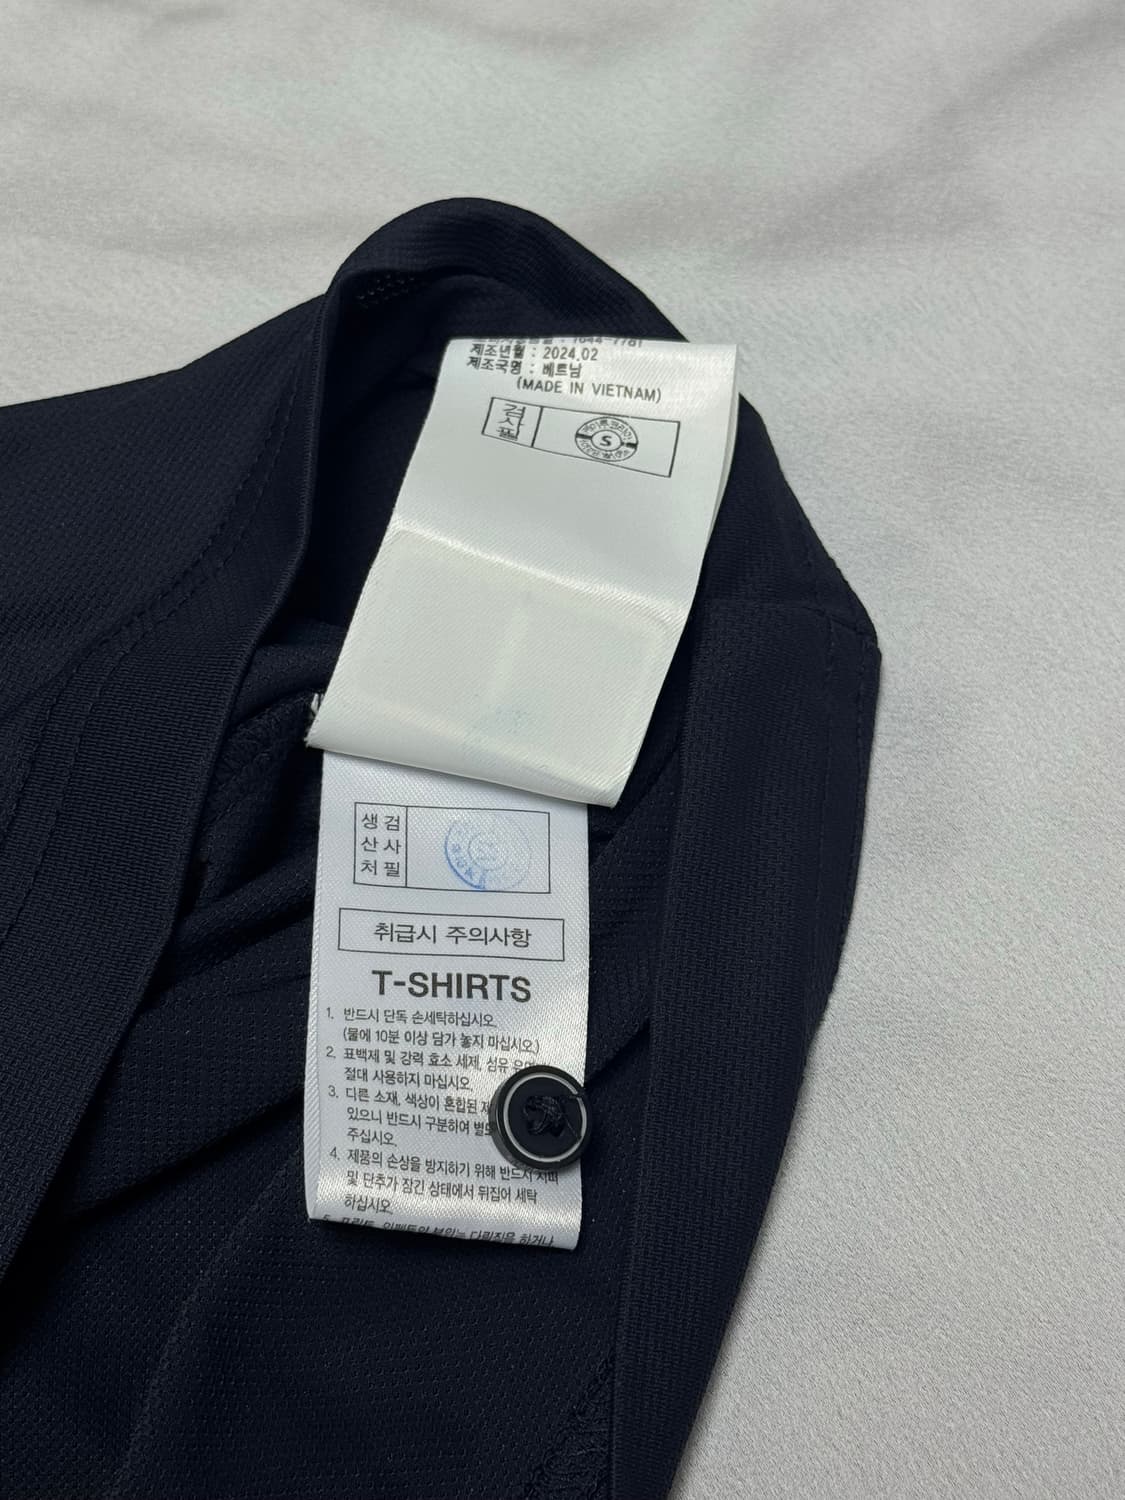 제조년월 : 2024.02
제조국명 : 베트남
(MADE IN VIETNAM)
검사필
S
생산처
검사필
취급시 주의사항
T-SHIRTS
1. 반드시 단독 손세탁하십시오.
(물에 10분 이상 담가 놓지 마십시오.)
2. 표백제 및 강력 효소 세제, 섬유
절대 사용하지 마십시오.
3. 다른 소재, 색상이 혼합된
있으니 반드시 구분하여
주십시오.
4. 제품의 손상을 방지하기 위해 반드시 지퍼
및 단추가 잠긴 상태에서 뒤집어 세탁
하십시오.